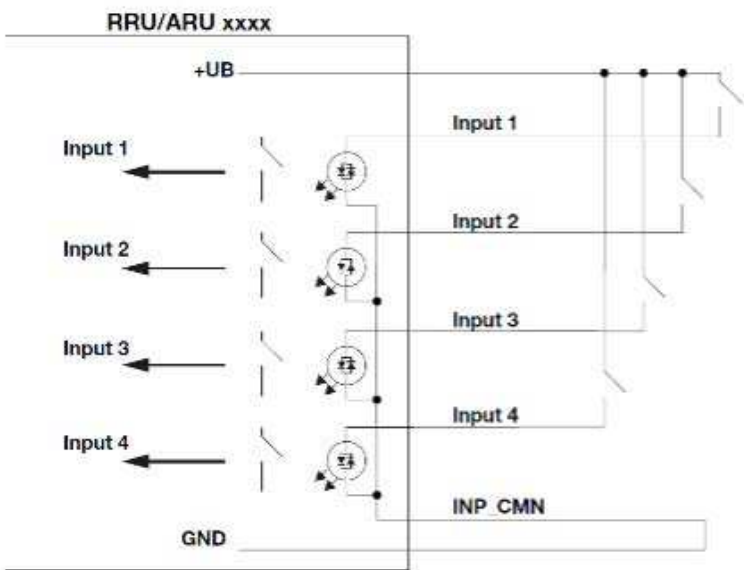 RRU/ARU xxxx
+UB
Input 1
Input 1
Input 2
Input 2
Input 3
Input 3
Input 4
Input 4
INP_CMN
GND